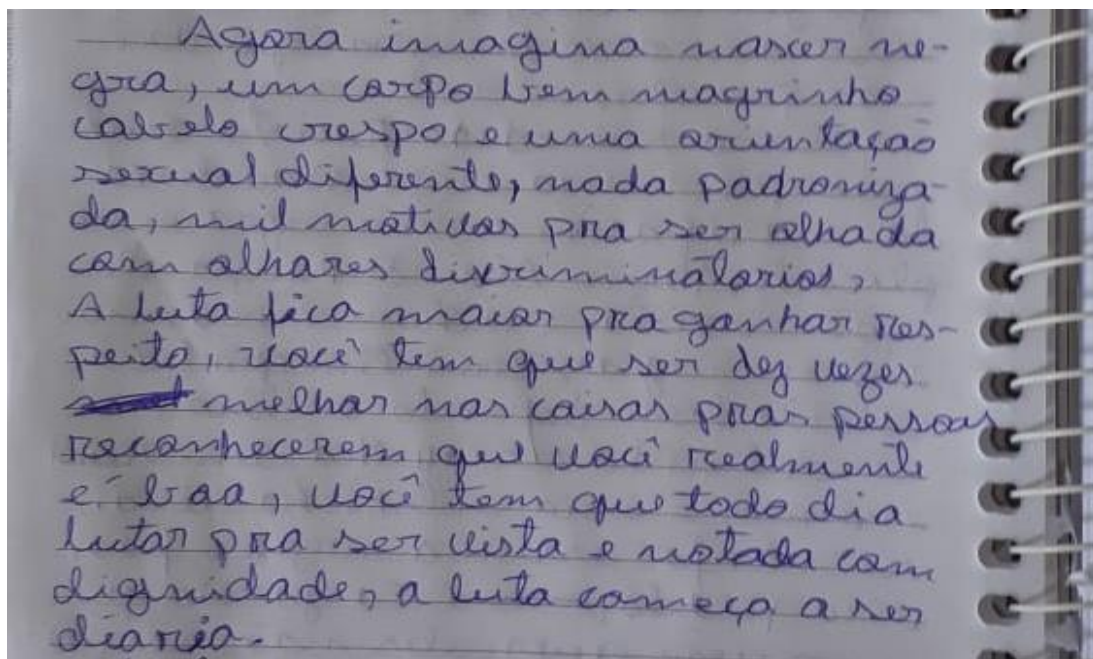 Agora imagina nascer ne-
gra, um corpo bem magrinho
cabelo crespo e uma orientação
sexual diferente, nada padroniza-
da, mil motivos pra ser olhada
com olhares discriminatorios,
A luta fica maior pra ganhar res-
peito, você tem que ser dez vezes
melhor nas coisas pras pessoas
reconhecerem que você realmente
é boa, você tem que todo dia
lutar pra ser vista e notada com
dignidade, a luta começa a ser
diaria.